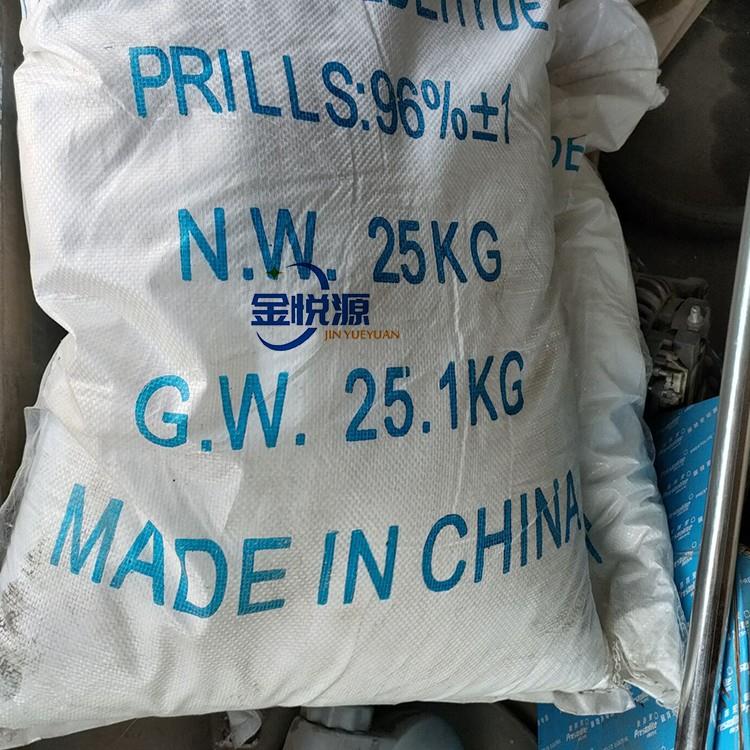 PRILLS:96%±1
N.W. 25KG
金悦源
JIN YUEYUAN
G.W. 25.1KG
MADE IN CHINA